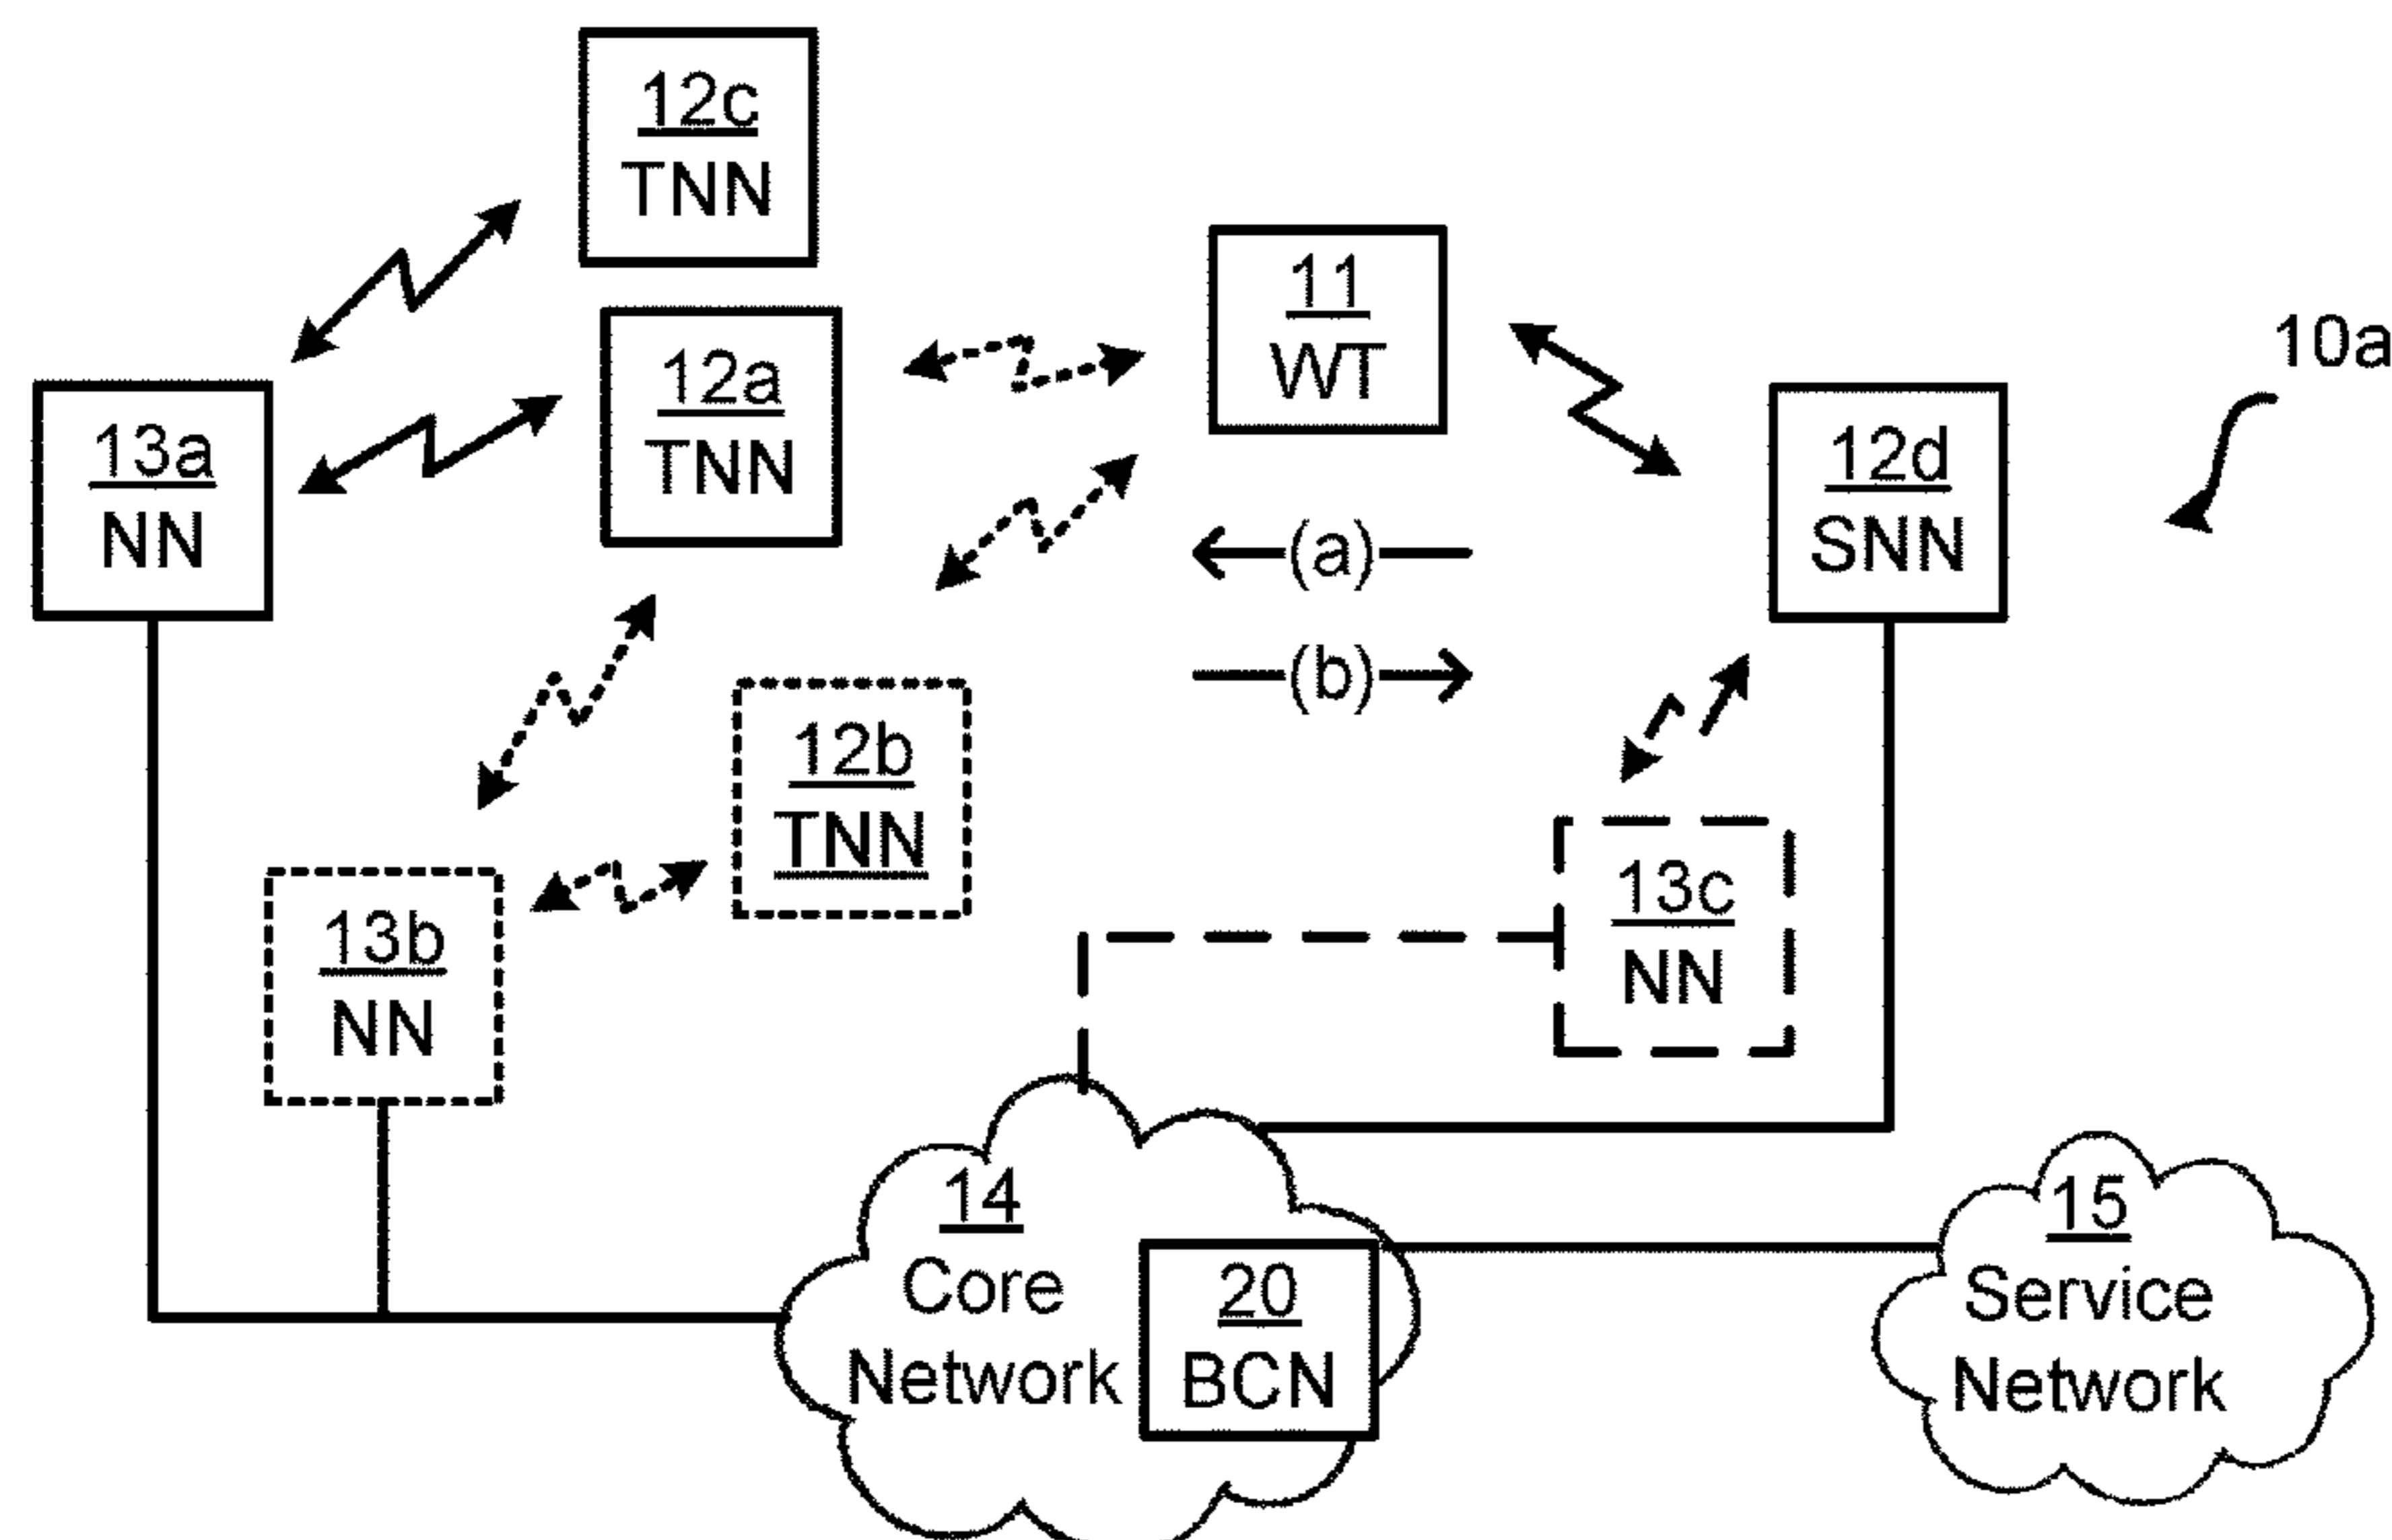 12c
TNN
11
WT
10a
12a
TNN
13a
NN
12d
SNN
(a)
(b)
12b
TNN
13c
NN
13b
NN
14
Core
Network
20
BCN
15
Service
Network